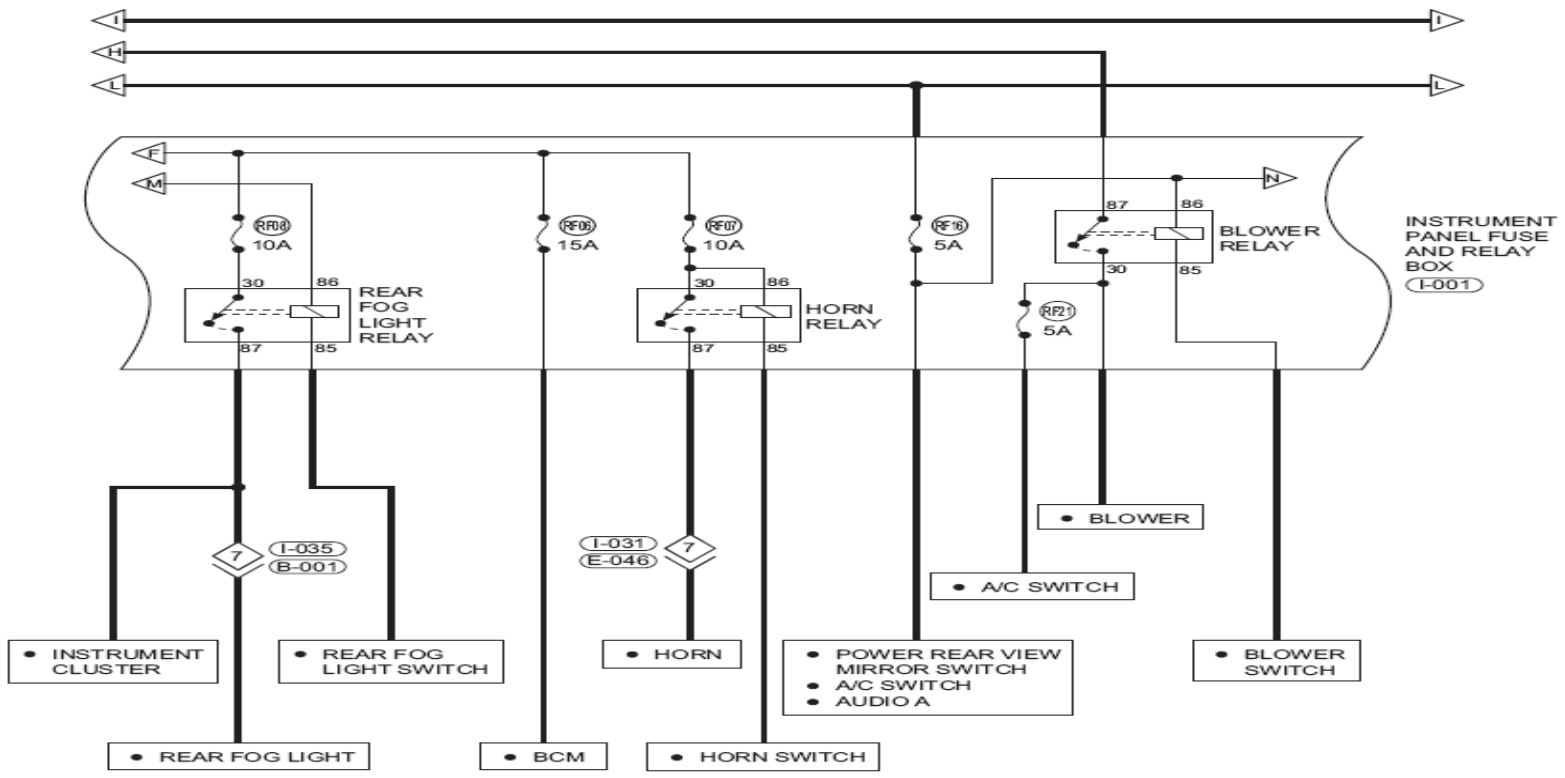 I
I
H
L
L
F
M
N
RF08
10A
RF06
15A
RF07
10A
RF16
5A
87
86
BLOWER
RELAY
30
85
RF21
5A
INSTRUMENT
PANEL FUSE
AND RELAY
BOX
I-001
30
86
REAR
FOG
LIGHT
RELAY
87
85
30
86
HORN
RELAY
87
85
7
I-035
B-001
I-031
E-046
7
BLOWER
A/C SWITCH
INSTRUMENT
CLUSTER
REAR FOG
LIGHT SWITCH
HORN
POWER REAR VIEW
MIRROR SWITCH
A/C SWITCH
AUDIO A
BLOWER
SWITCH
REAR FOG LIGHT
BCM
HORN SWITCH